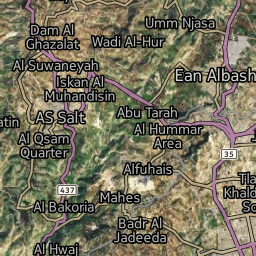 Umm Njasa
Dam Al
Ghazalat
Wadi Al-Hur
Al Suwaneyah
Iskan Al
Muhandisin
Ean Albash
Abu Tarah
AS Salt
Al Hummar
Area
Al Qsam
Quarter
35
Alfuhais
437
Mahes
Al Bakoria
Badr Al
Jadeeda
Al Hwaj